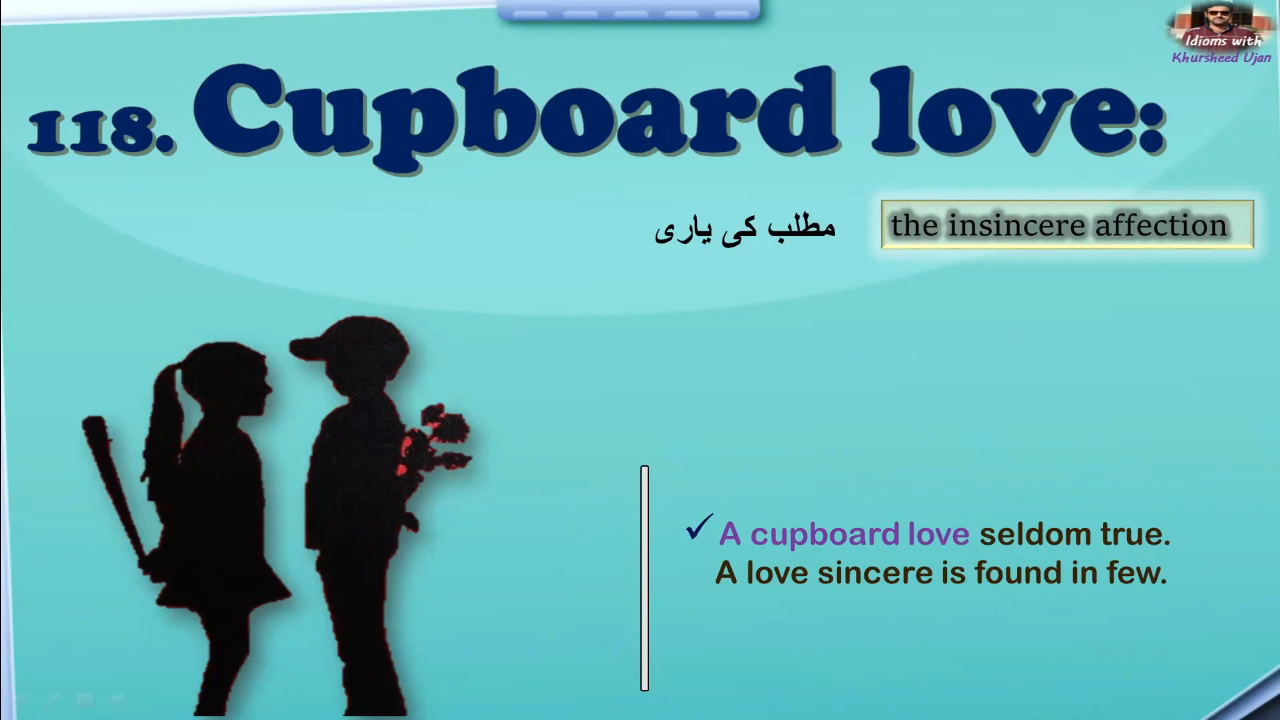 "Idioms with
Khursheed Ujan
118. Cupboard love:
مطلب کی یاری
the insincere affection
✓ A cupboard love seldom true.
A love sincere is found in few.